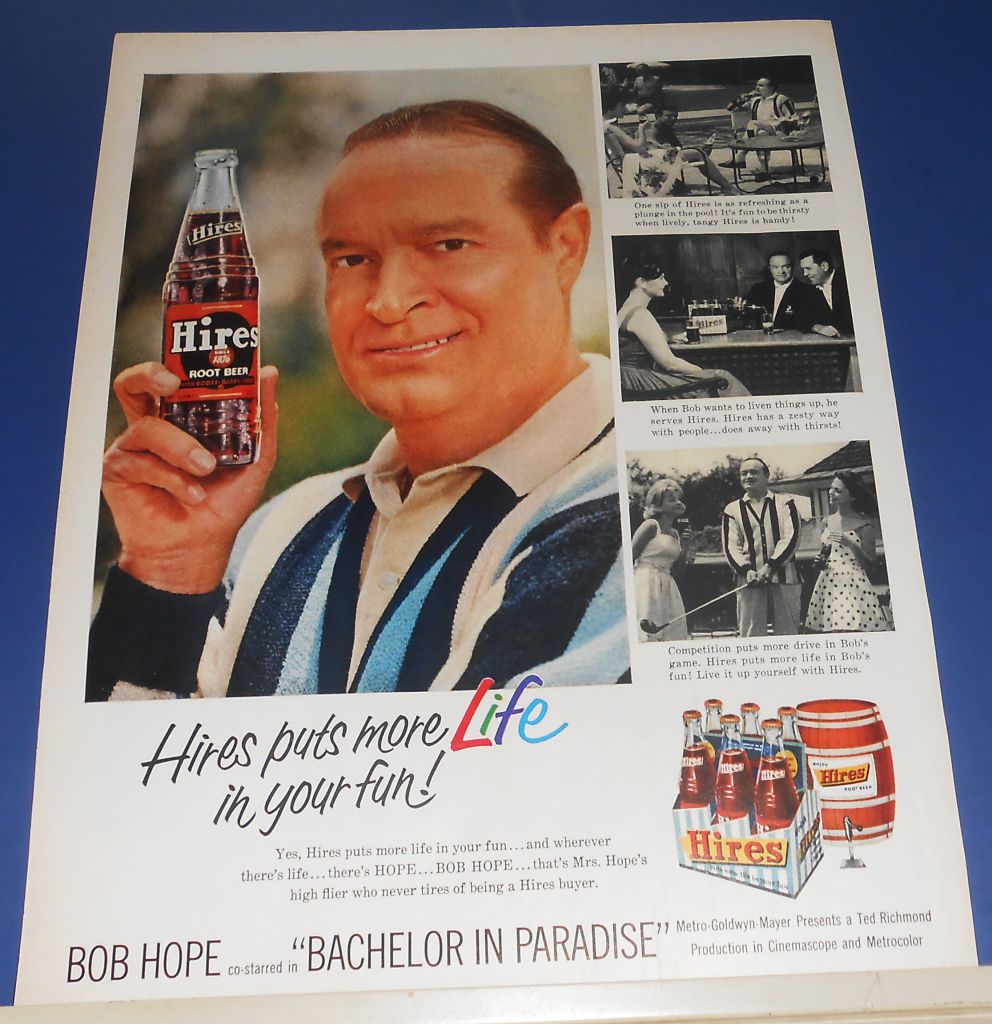 Hires
Hires
SINCE
1876
ROOT BEER
One sip of Hires is as refreshing as a
plunge in the pool! It's fun to be thirsty
when lively, tangy Hires is handy!
Hires
When Bob wants to liven things up, he
serves Hires. Hires has a zesty way
with people...does away with thirsts!
Competition puts more drive in Bob's
game. Hires puts more life in Bob's
fun! Live it up yourself with Hires.
Hires puts more Life
in your fun!
Hires
Hires
Hires
Hires
enjoy
Hires
ROOT BEER
Yes, Hires puts more life in your fun...and wherever
there's life...there's HOPE...BOB HOPE...that's Mrs. Hope's
high flier who never tires of being a Hires buyer.
BOB HOPE co-starred in "BACHELOR IN PARADISE" Metro-Goldwyn-Mayer Presents a Ted Richmond
Production in Cinemascope and Metrocolor